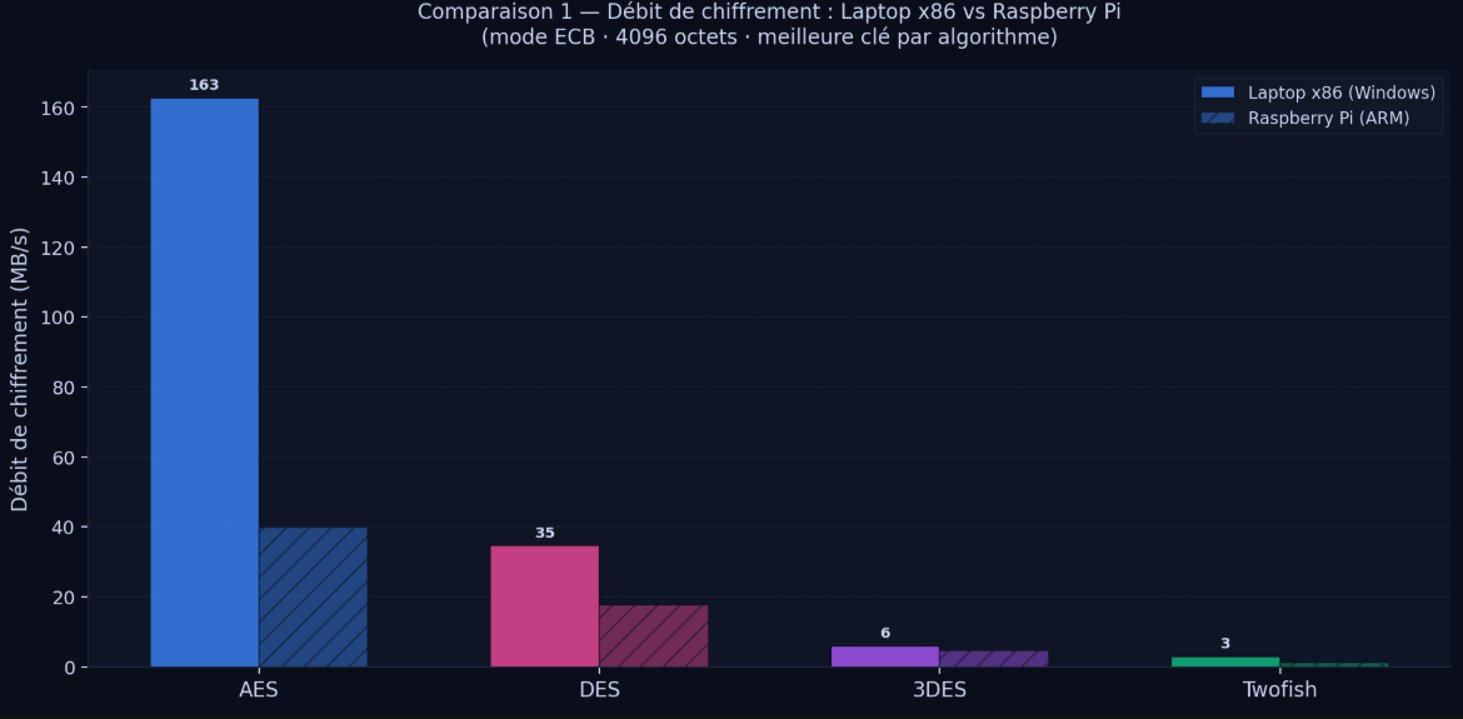 Comparaison 1 — Débit de chiffrement : Laptop x86 vs Raspberry Pi
(mode ECB · 4096 octets · meilleure clé par algorithme)
Laptop x86 (Windows)
Raspberry Pi (ARM)
Débit de chiffrement (MB/s)
160
140
120
100
80
60
40
20
0
163
35
6
3
AES
DES
3DES
Twofish